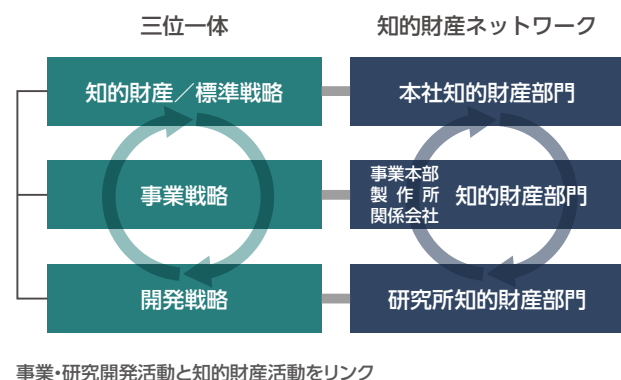 三位一体
知的財産ネットワーク
知的財産／標準戦略
本社知的財産部門
事業戦略
事業本部
製作所
関係会社
知的財産部門
開発戦略
研究所知的財産部門
事業・研究開発活動と知的財産活動をリンク